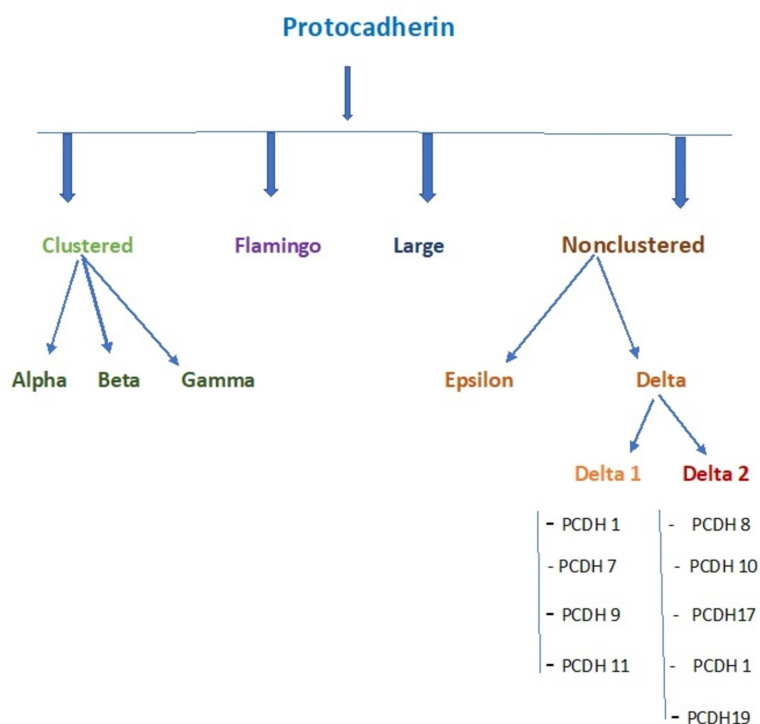 Protocadherin
Clustered Flamingo Large Nonclustered
Alpha Beta Gamma Epsilon Delta
Delta 1 Delta 2
- PCDH 1 - PCDH 8
- PCDH 7 - PCDH 10
- PCDH 9 - PCDH17
- PCDH 11 - PCDH 1
- PCDH19